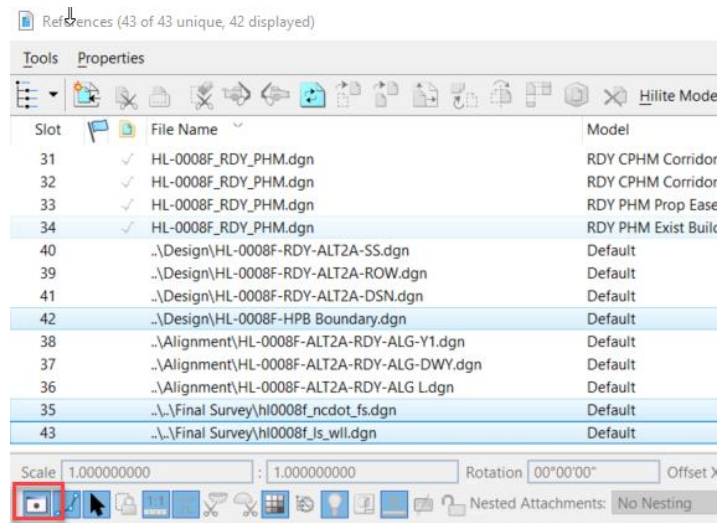 References (43 of 43 unique, 42 displayed)
Tools Properties
Hilite Mode
Slot File Name Model
31 HL-0008F_RDY_PHM.dgn RDY CPHM Corridor
32 HL-0008F_RDY_PHM.dgn RDY CPHM Corridor
33 HL-0008F_RDY_PHM.dgn RDY PHM Prop Ease
34 HL-0008F_RDY_PHM.dgn RDY PHM Exist Build
40 ..\Design\HL-0008F-RDY-ALT2A-SS.dgn Default
39 ..\Design\HL-0008F-RDY-ALT2A-ROW.dgn Default
41 ..\Design\HL-0008F-RDY-ALT2A-DSN.dgn Default
42 ..\Design\HL-0008F-HPB Boundary.dgn Default
38 ..\Alignment\HL-0008F-ALT2A-RDY-ALG-Y1.dgn Default
37 ..\Alignment\HL-0008F-ALT2A-RDY-ALG-DWY.dgn Default
36 ..\Alignment\HL-0008F-ALT2A-RDY-ALG L.dgn Default
35 ..\..\Final Survey\hl0008f_ncdot_fs.dgn Default
43 ..\..\Final Survey\hl0008f_ls_wll.dgn Default
Scale 1.000000000 : 1.000000000 Rotation 00°00'00" Offset X
1:1 Nested Attachments: No Nesting